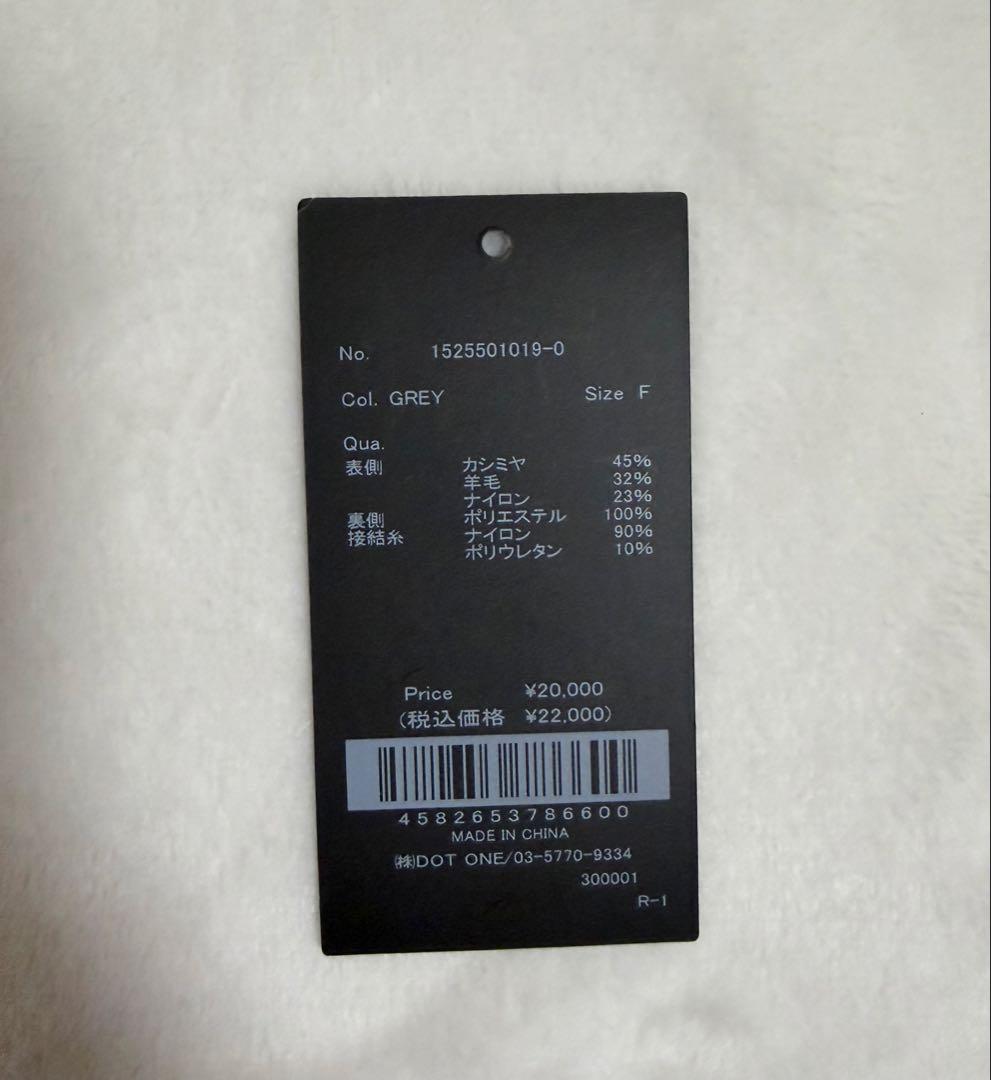 No. 1525501019-0
Col. GREY Size F
Qua.
表側 カシミヤ 45%
羊毛 32%
ナイロン 23%
裏側 ポリエステル 100%
接結糸 ナイロン 90%
ポリウレタン 10%
Price ¥20,000
(税込価格 ¥22,000)
4582653786600
MADE IN CHINA
㈱DOT ONE/03-5770-9334
300001
R-1